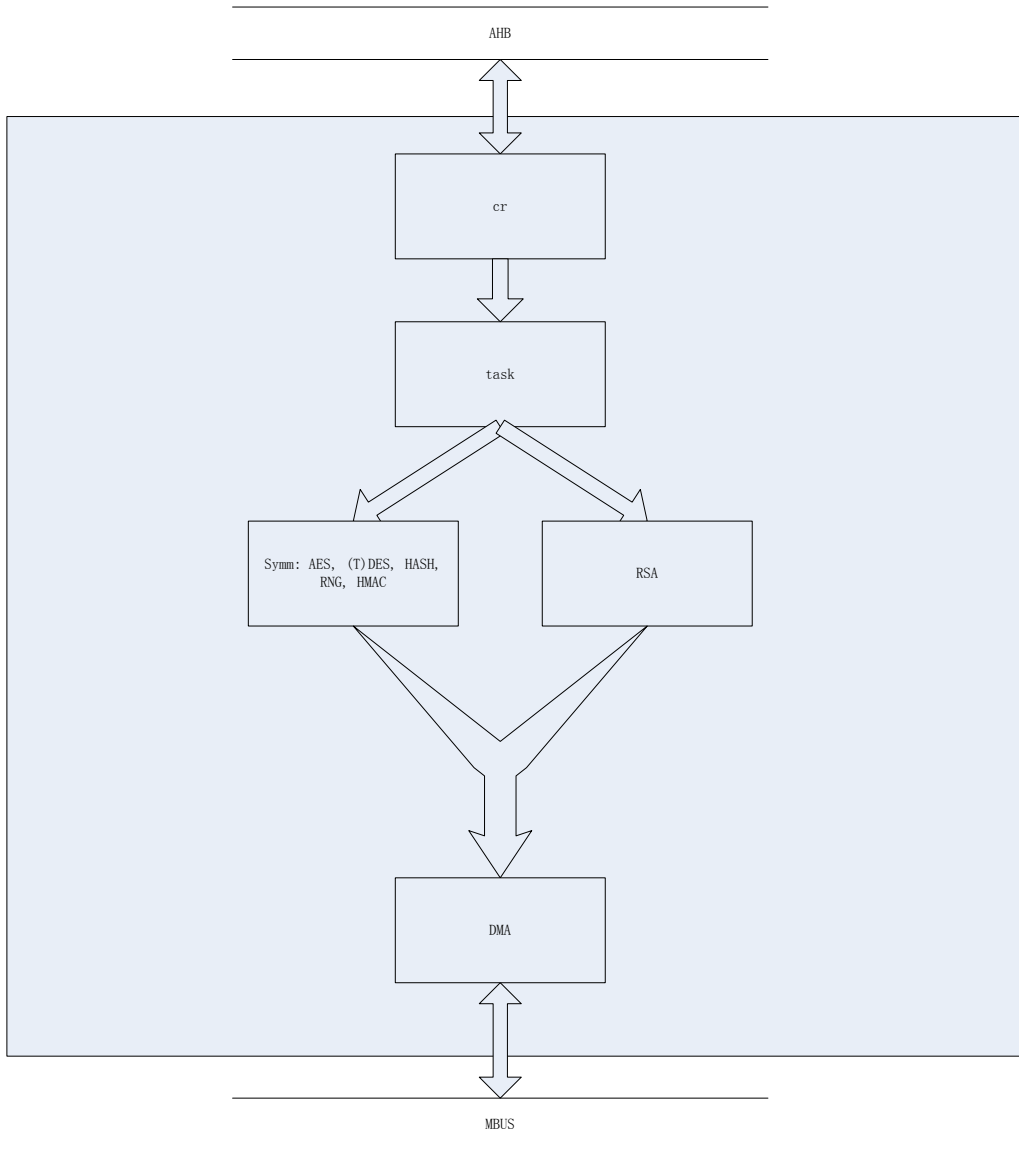 AHB
cr
task
Symm: AES, (T)DES, HASH,
RNG, HMAC
RSA
DMA
MBUS